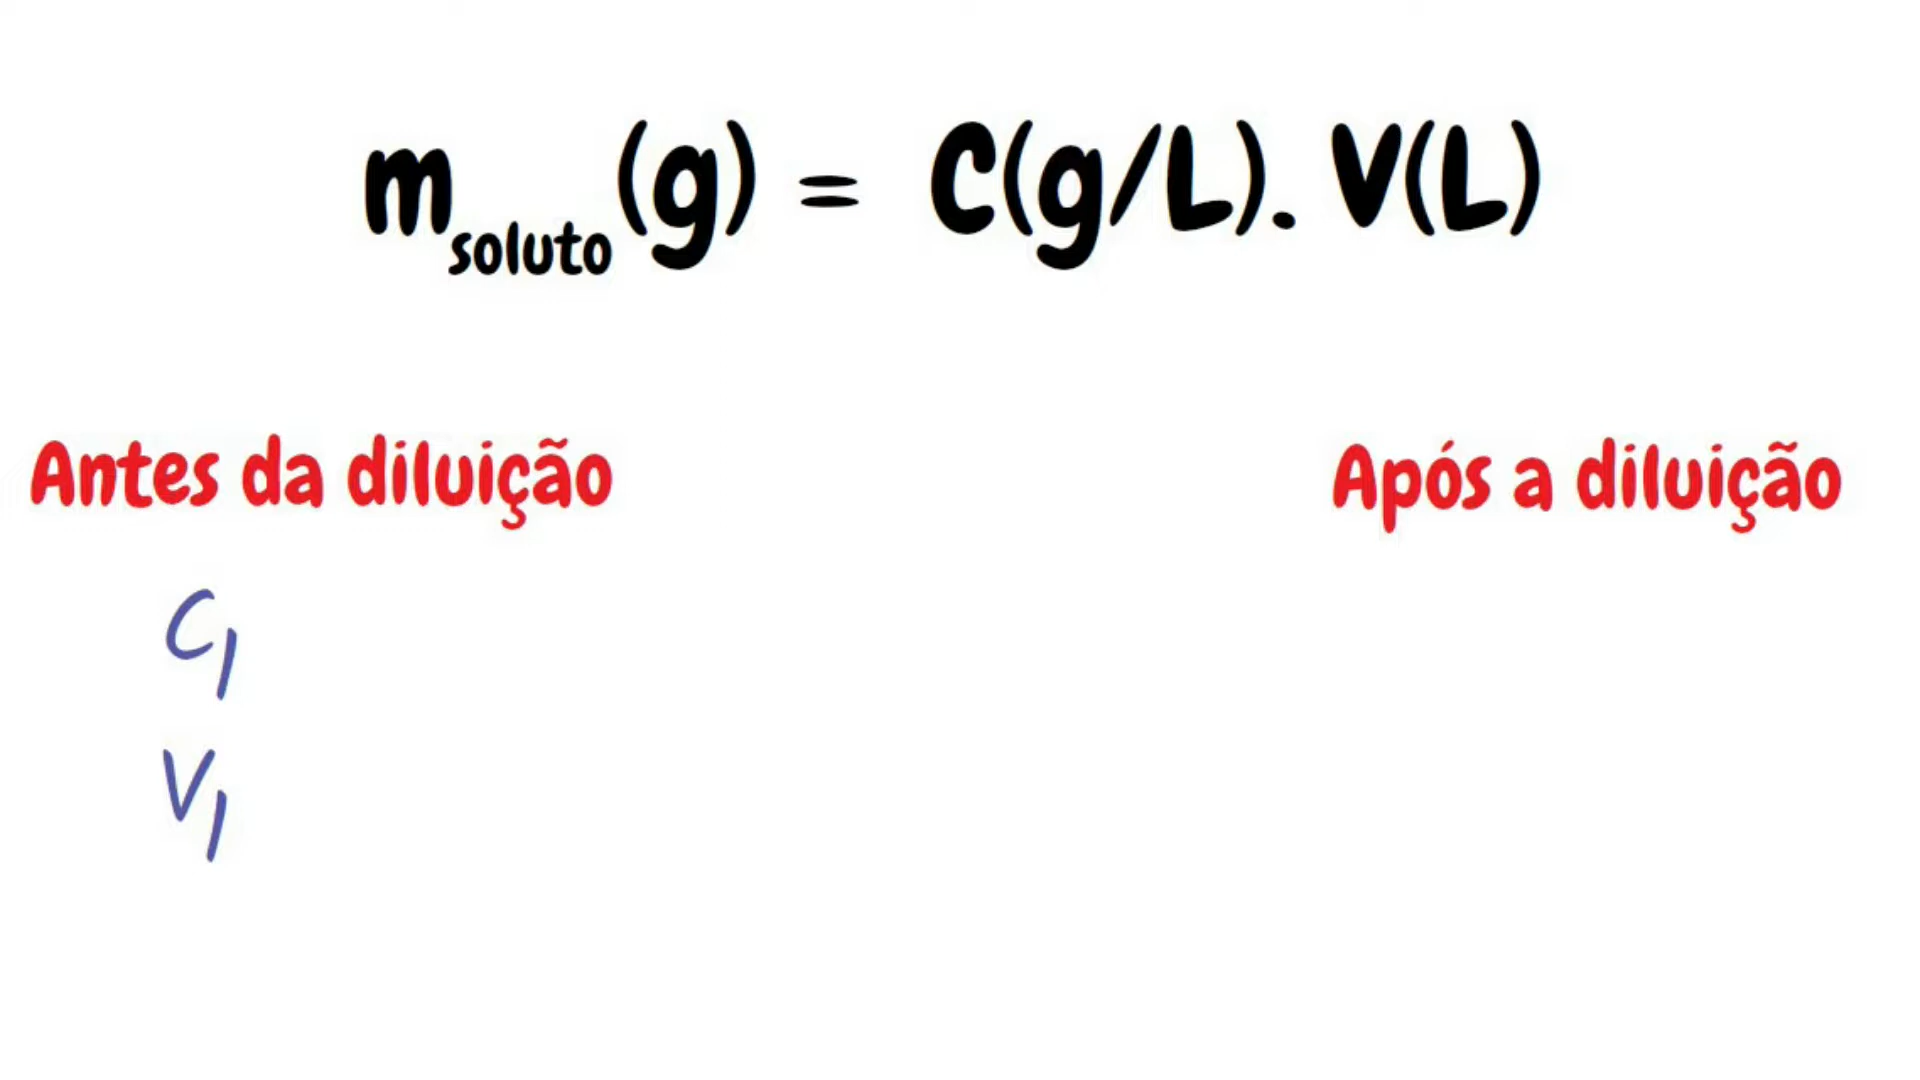 m soluto (g) = C(g/L). V(L)
Antes da diluição
Após a diluição
C1
V1